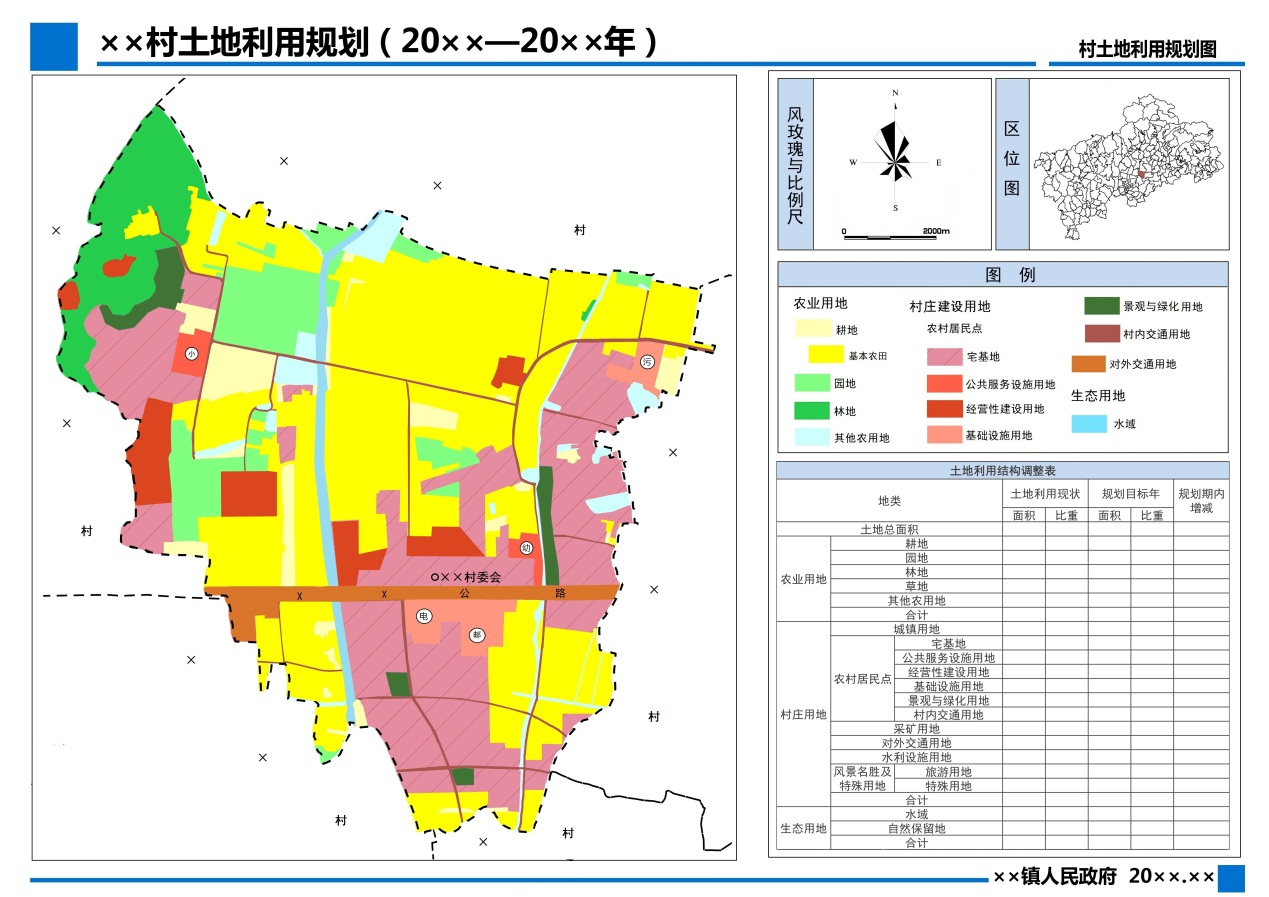 ××村土地利用规划（20××—20××年）
村土地利用规划图
×
×
×
村
×
×
村
×
×
村
×
村
×
村
小
污
幼
××村委会
X X 公 路
电
邮
风玫瑰与比例尺
N
W E
S
0 2000m
区位图
图 例
农业用地
耕地
基本农田
园地
林地
其他农用地
村庄建设用地
农村居民点
宅基地
公共服务设施用地
经营性建设用地
基础设施用地
景观与绿化用地
村内交通用地
对外交通用地
生态用地
水域
土地利用结构调整表
地类 土地利用现状 规划目标年 规划期内增减
面积 比重 面积 比重
土地总面积
农业用地
耕地
园地
林地
草地
其他农用地
合计
村庄用地
城镇用地
农村居民点
宅基地
公共服务设施用地
经营性建设用地
基础设施用地
景观与绿化用地
村内交通用地
采矿用地
对外交通用地
水利设施用地
风景名胜及
特殊用地
旅游用地
特殊用地
合计
生态用地
水域
自然保留地
合计
××镇人民政府 20××.××